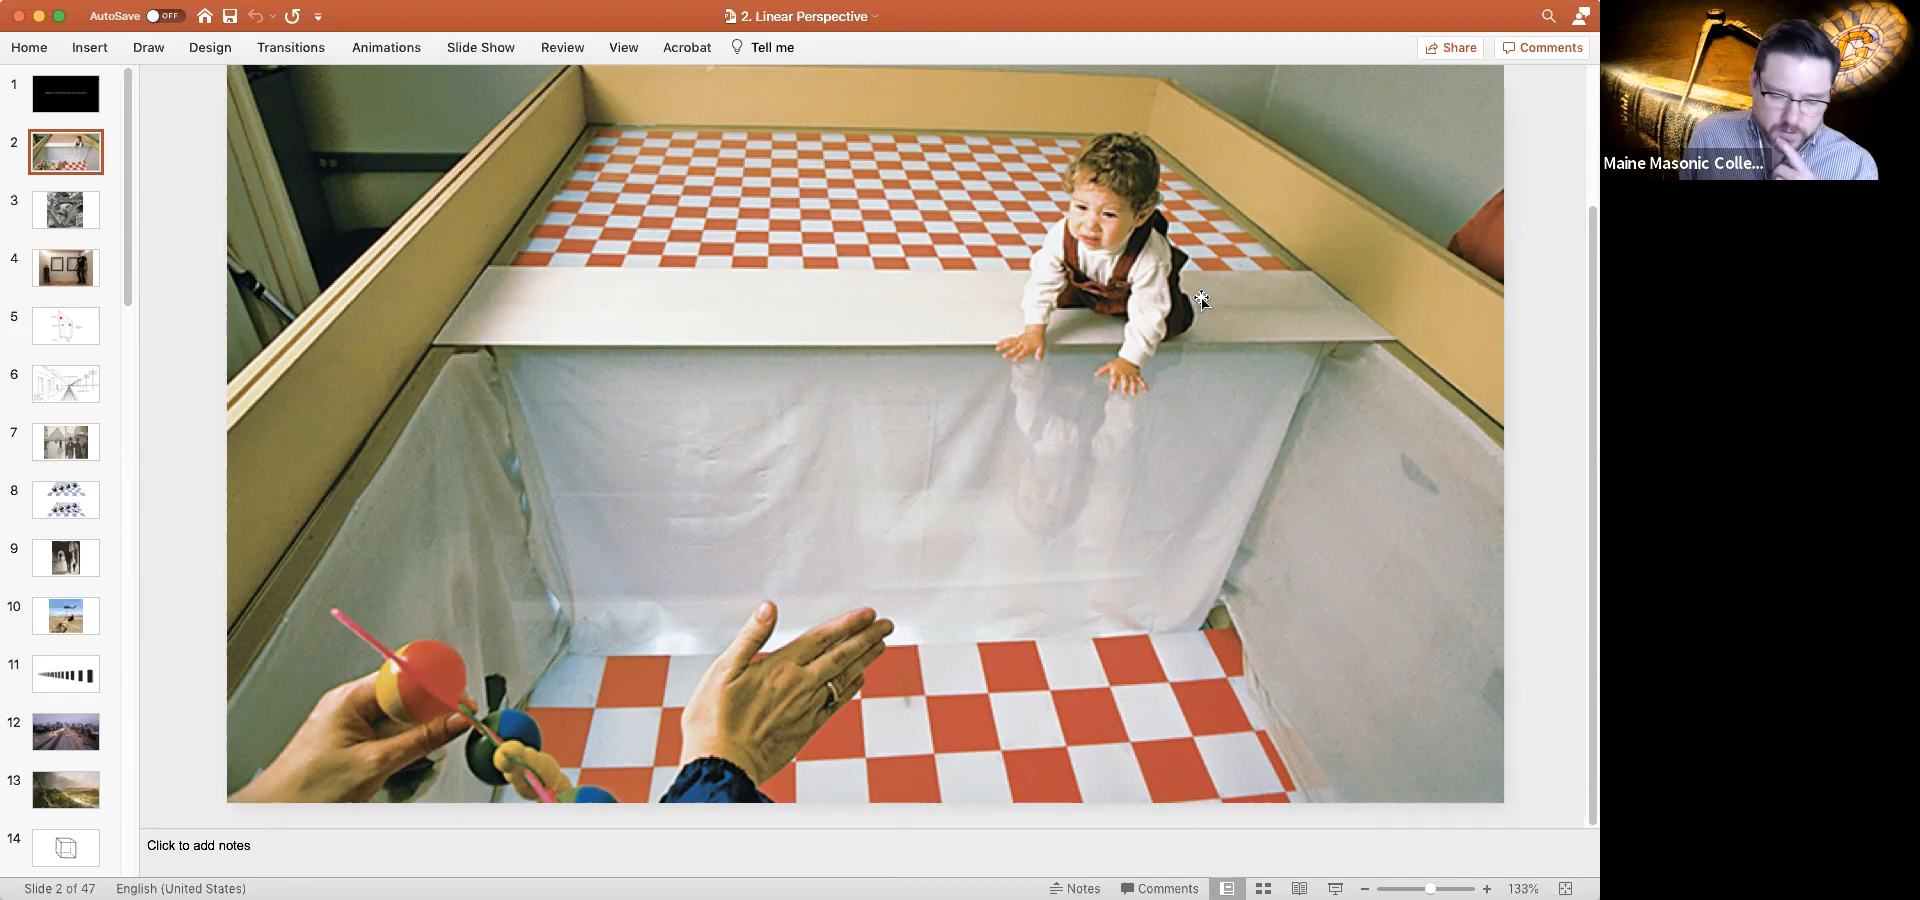 AutoSave OFF
2. Linear Perspective
Home Insert Draw Design Transitions Animations Slide Show Review View Acrobat Tell me
Share Comments
1
2
3
4
5
6
7
8
9
10
11
12
13
14
Click to add notes
Slide 2 of 47 English (United States)
Notes Comments 133%
Maine Masonic Colle...